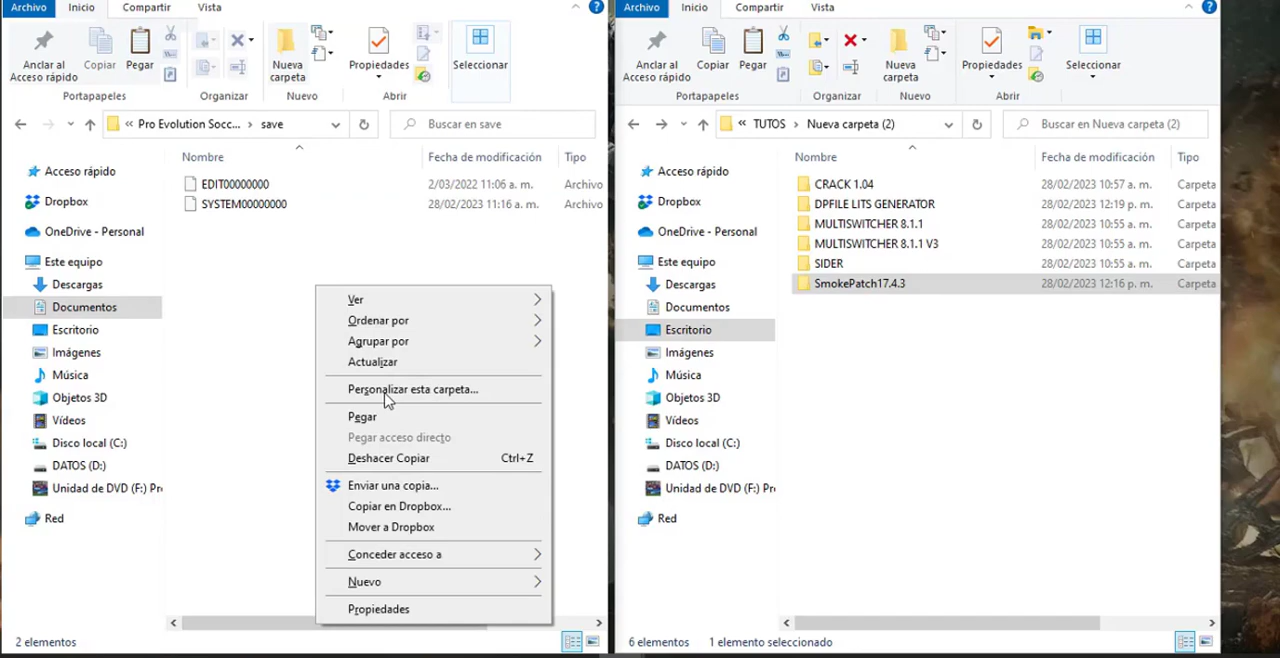 Archivo Inicio Compartir Vista
Anclar al
Acceso rápido
Copiar
Pegar
Nueva
carpeta
Propiedades
Seleccionar
Portapapeles Organizar Nuevo Abrir
« Pro Evolution Socc... › save
Buscar en save
Nombre Fecha de modificación Tipo
EDIT00000000 2/03/2022 11:06 a. m. Archivo
SYSTEM00000000 28/02/2023 11:16 a. m. Archivo
Acceso rápido
Dropbox
OneDrive - Personal
Este equipo
Descargas
Documentos
Escritorio
Imágenes
Música
Objetos 3D
Vídeos
Disco local (C:)
DATOS (D:)
Unidad de DVD (F:) Pr
Red
Ver
Ordenar por
Agrupar por
Actualizar
Personalizar esta carpeta...
Pegar
Pegar acceso directo
Deshacer Copiar Ctrl+Z
Enviar una copia...
Copiar en Dropbox...
Mover a Dropbox
Conceder acceso a
Nuevo
Propiedades
2 elementos
Archivo Inicio Compartir Vista
Anclar al
Acceso rápido
Copiar
Pegar
Nueva
carpeta
Propiedades
Seleccionar
Portapapeles Organizar Nuevo Abrir
« TUTOS › Nueva carpeta (2)
Buscar en Nueva carpeta (2)
Nombre Fecha de modificación Tipo
CRACK 1.04 28/02/2023 10:57 a. m. Carpeta
DPFILE LITS GENERATOR 28/02/2023 12:19 p. m. Carpeta
MULTISWITCHER 8.1.1 28/02/2023 10:55 a. m. Carpeta
MULTISWITCHER 8.1.1 V3 28/02/2023 10:55 a. m. Carpeta
SIDER 28/02/2023 10:55 a. m. Carpeta
SmokePatch17.4.3 28/02/2023 12:16 p. m. Carpeta
Acceso rápido
Dropbox
OneDrive - Personal
Este equipo
Descargas
Documentos
Escritorio
Imágenes
Música
Objetos 3D
Vídeos
Disco local (C:)
DATOS (D:)
Unidad de DVD (F:) Pr
Red
6 elementos 1 elemento seleccionado